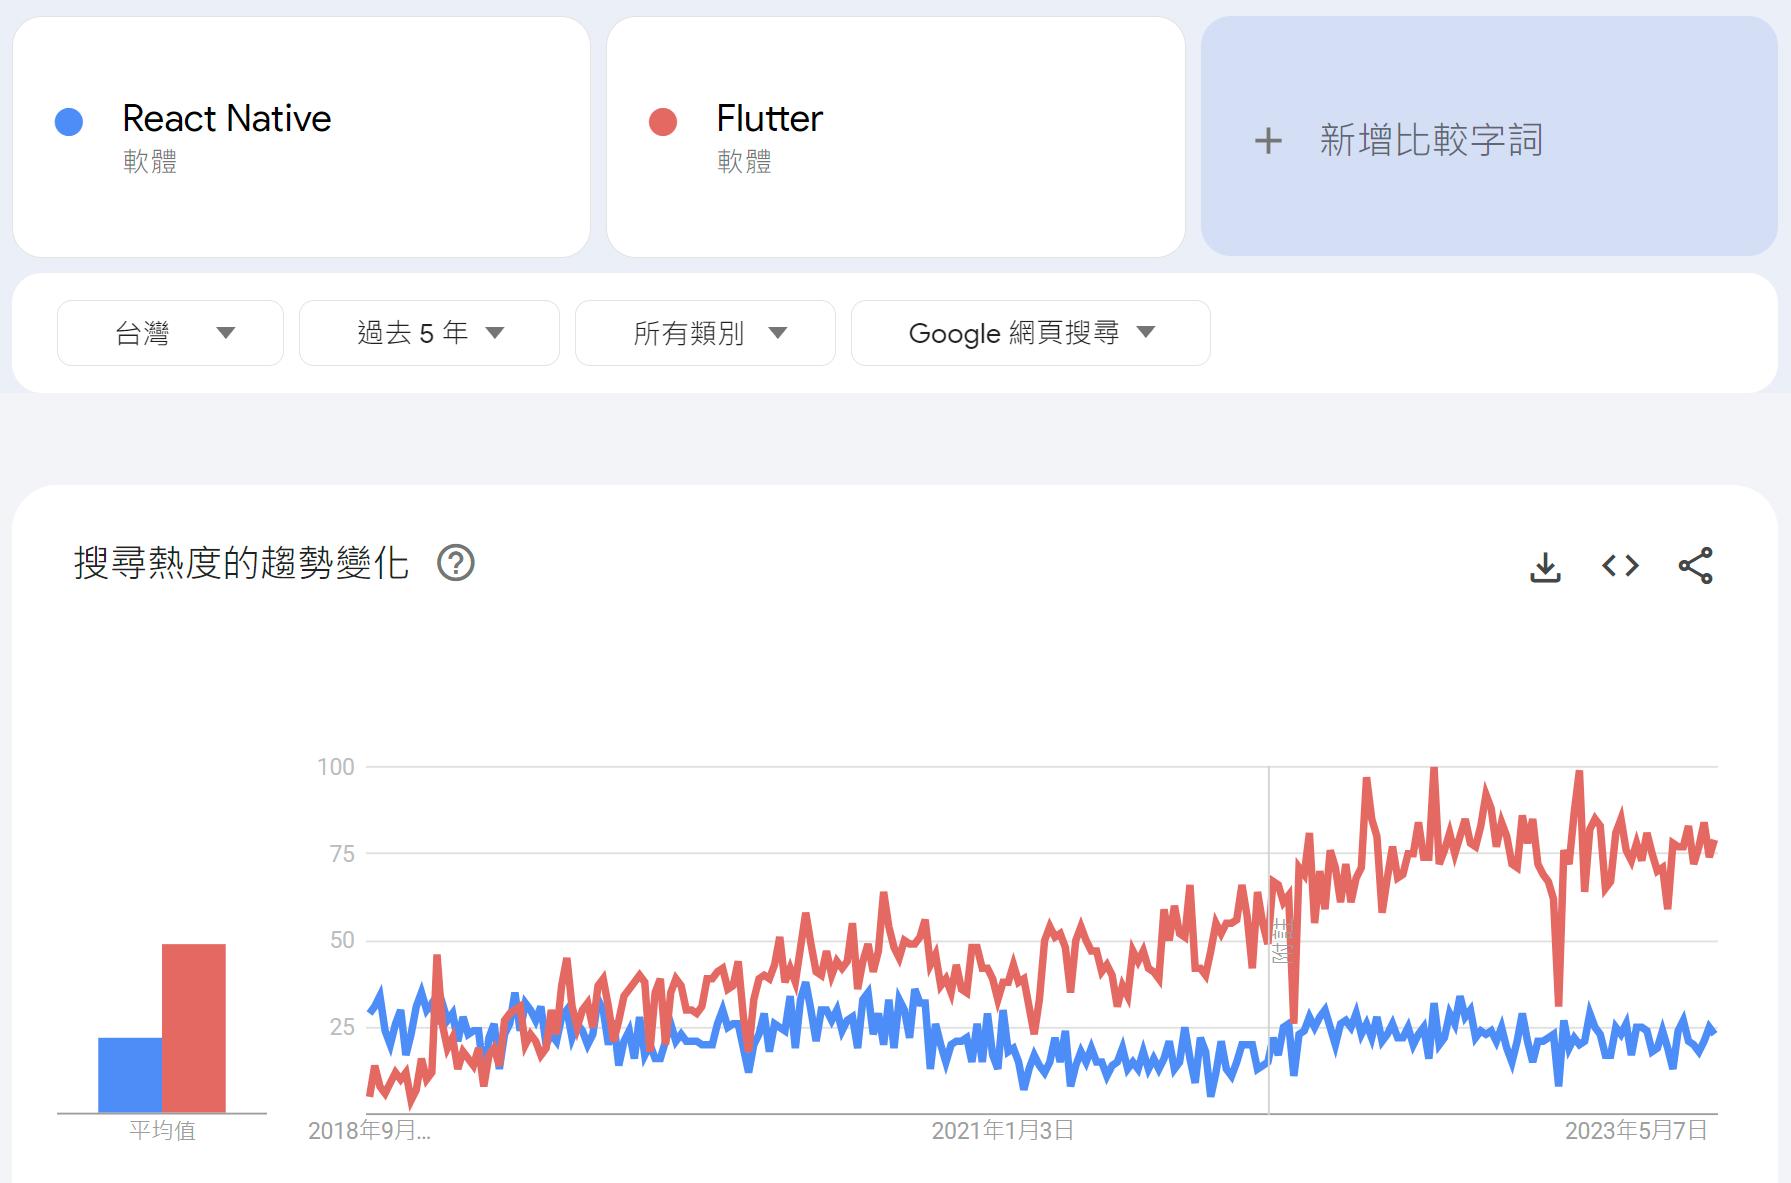 React Native
軟體
Flutter
軟體
+ 新增比較字詞
台灣
過去 5 年
所有類別
Google 網頁搜尋
搜尋熱度的趨勢變化
100
75
50
25
附註
平均值
2018年9月...
2021年1月3日
2023年5月7日